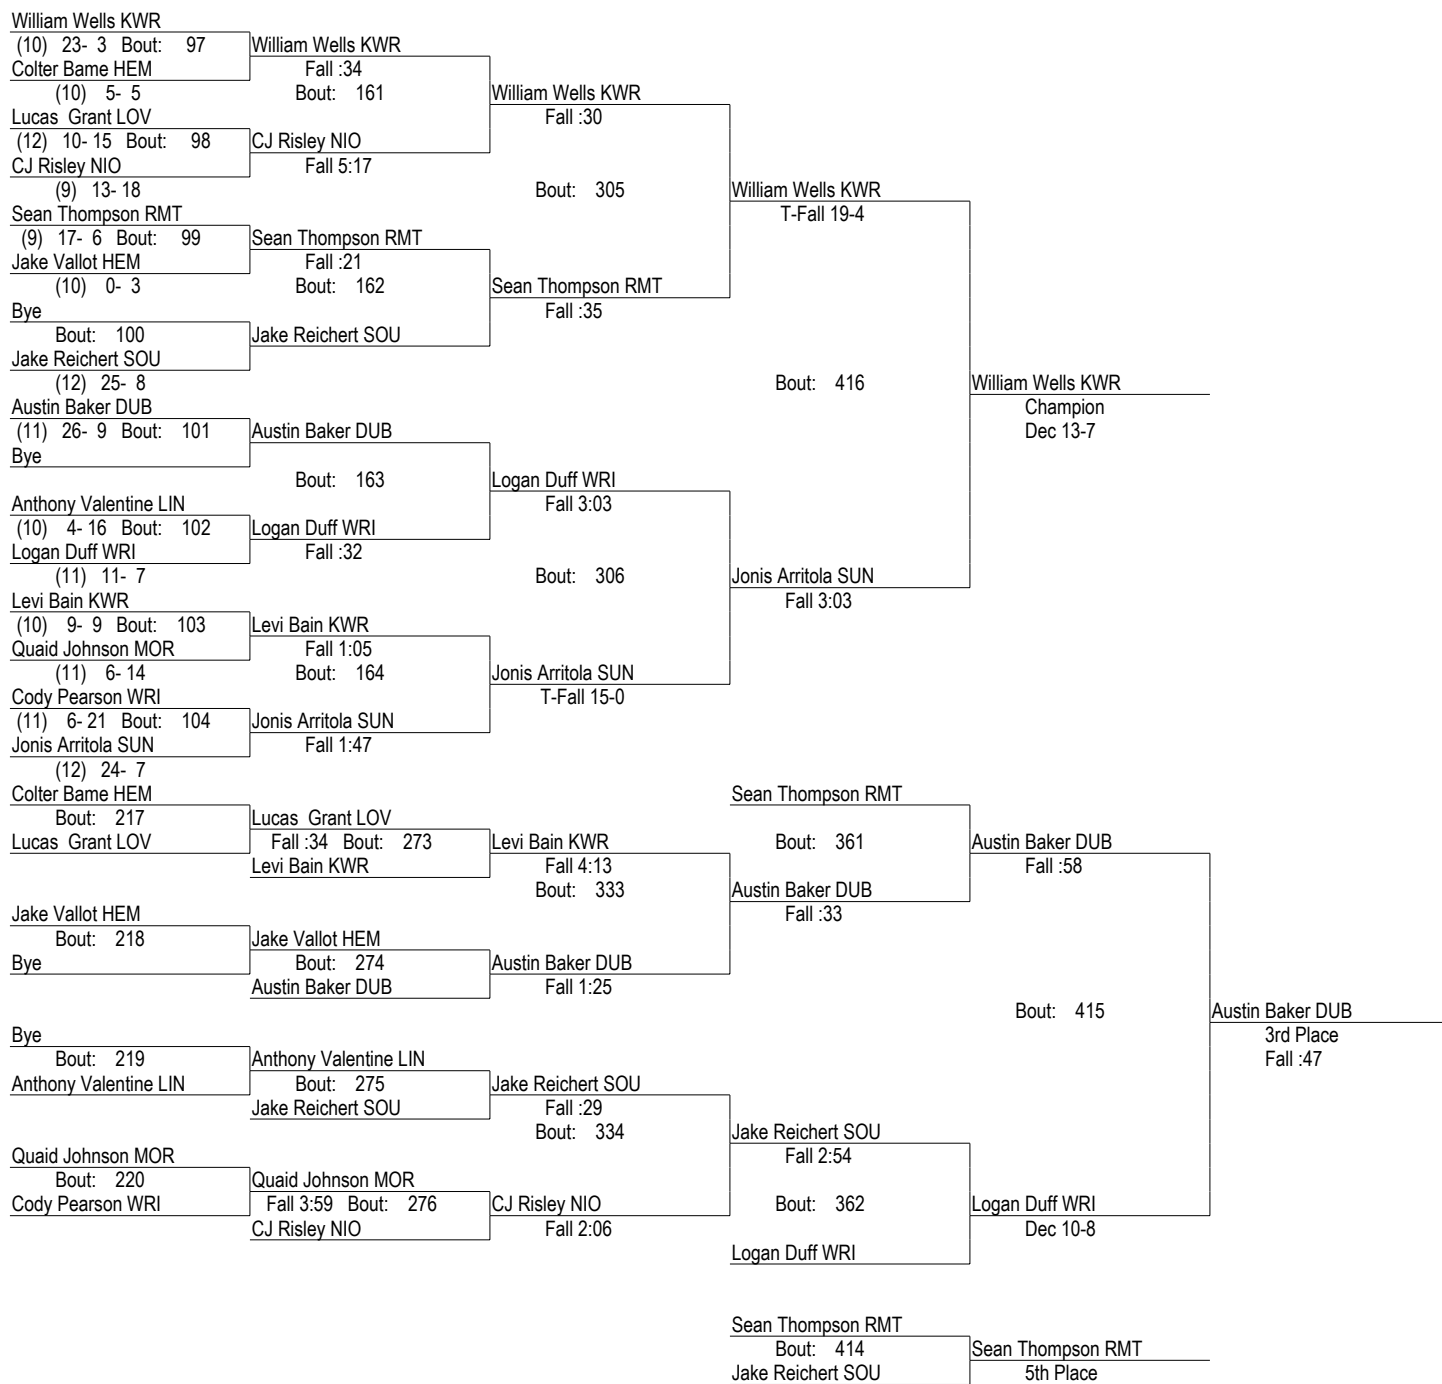 William Wells KWR
(10) 23- 3 Bout: 97 William Wells KWR
Colter Bame HEM Fall :34
(10) 5- 5 Bout: 161 William Wells KWR
Lucas Grant LOV Fall :30
(12) 10- 15 Bout: 98 CJ Risley NIO
CJ Risley NIO Fall 5:17
(9) 13- 18 Bout: 305 William Wells KWR
Sean Thompson RMT T-Fall 19-4
(9) 17- 6 Bout: 99 Sean Thompson RMT
Jake Vallot HEM Fall :21
(10) 0- 3 Bout: 162 Sean Thompson RMT
Bye Fall :35
Bout: 100 Jake Reichert SOU
Jake Reichert SOU
(12) 25- 8 Bout: 416 William Wells KWR
Austin Baker DUB Champion
(11) 26- 9 Bout: 101 Austin Baker DUB Dec 13-7
Bye
Bout: 163 Logan Duff WRI
Anthony Valentine LIN Fall 3:03
(10) 4- 16 Bout: 102 Logan Duff WRI
Logan Duff WRI Fall :32
(11) 11- 7 Bout: 306 Jonis Arritola SUN
Levi Bain KWR Fall 3:03
(10) 9- 9 Bout: 103 Levi Bain KWR
Quaid Johnson MOR Fall 1:05
(11) 6- 14 Bout: 164 Jonis Arritola SUN
Cody Pearson WRI T-Fall 15-0
(11) 6- 21 Bout: 104 Jonis Arritola SUN
Jonis Arritola SUN Fall 1:47
(12) 24- 7
Colter Bame HEM Sean Thompson RMT
Bout: 217 Lucas Grant LOV
Lucas Grant LOV Fall :34 Bout: 273 Levi Bain KWR Bout: 361 Austin Baker DUB
Levi Bain KWR Fall 4:13 Fall :58
Bout: 333 Austin Baker DUB
Jake Vallot HEM Fall :33
Bout: 218 Jake Vallot HEM
Bye Bout: 274 Austin Baker DUB
Austin Baker DUB Fall 1:25
Bout: 415 Austin Baker DUB
Bye 3rd Place
Bout: 219 Anthony Valentine LIN Fall :47
Anthony Valentine LIN Bout: 275 Jake Reichert SOU
Jake Reichert SOU Fall :29
Bout: 334 Jake Reichert SOU
Quaid Johnson MOR Fall 2:54
Bout: 220 Quaid Johnson MOR
Cody Pearson WRI Fall 3:59 Bout: 276 CJ Risley NIO Bout: 362 Logan Duff WRI
CJ Risley NIO Fall 2:06 Dec 10-8
Logan Duff WRI
Sean Thompson RMT
Bout: 414 Sean Thompson RMT
Jake Reichert SOU 5th Place